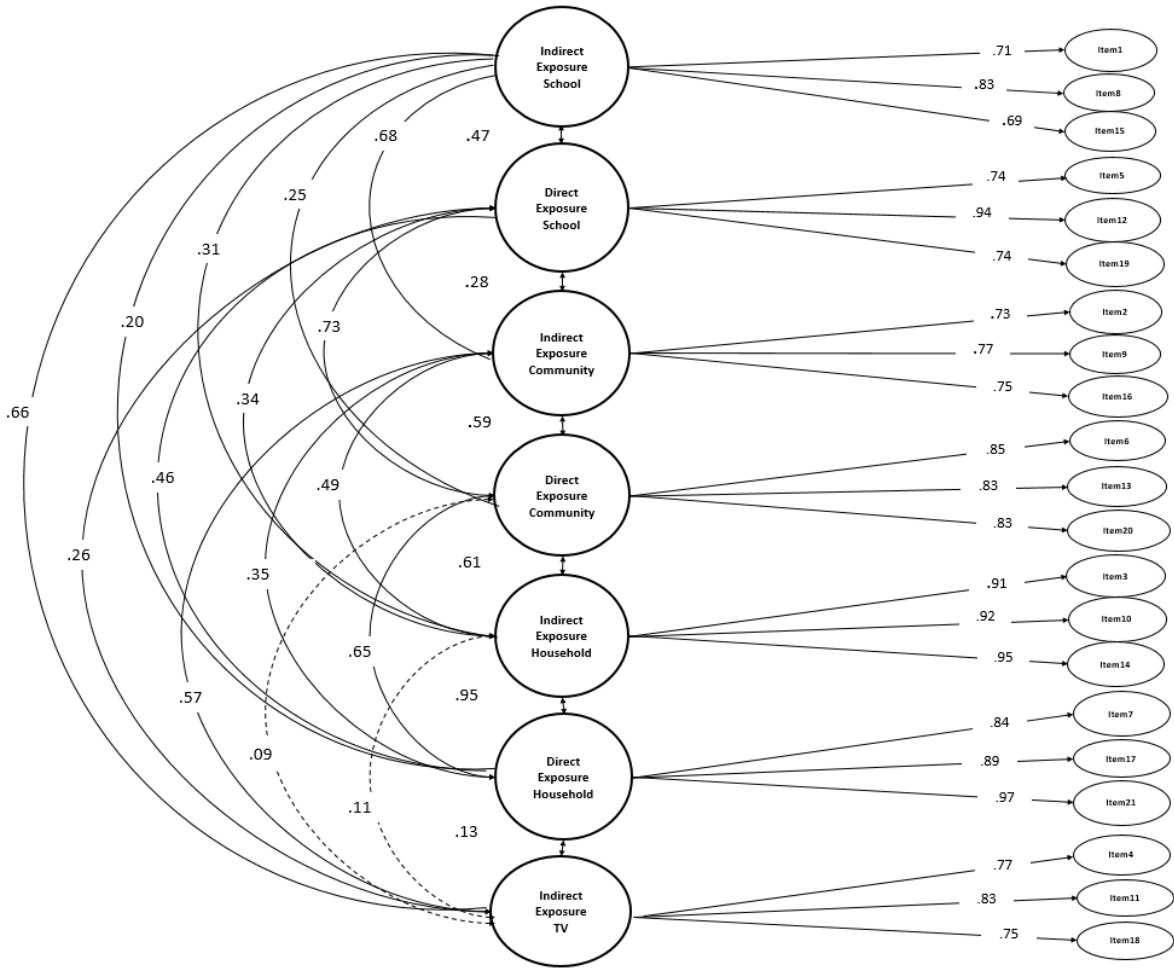 Indirect
Exposure
School
.71
Item1
.83
Item8
.69
Item15
.68
.47
.25
.31
.20
.66
Direct
Exposure
School
.74
Item5
.94
Item12
.74
Item19
.28
.73
.34
.46
.26
Indirect
Exposure
Community
.73
Item2
.77
Item9
.75
Item16
.59
.49
.35
.57
Direct
Exposure
Community
.85
Item6
.83
Item13
.83
Item20
.61
.65
.09
Indirect
Exposure
Household
.91
Item3
.92
Item10
.95
Item14
.95
.11
Direct
Exposure
Household
.84
Item7
.89
Item17
.97
Item21
.13
Indirect
Exposure
TV
.77
Item4
.83
Item11
.75
Item18